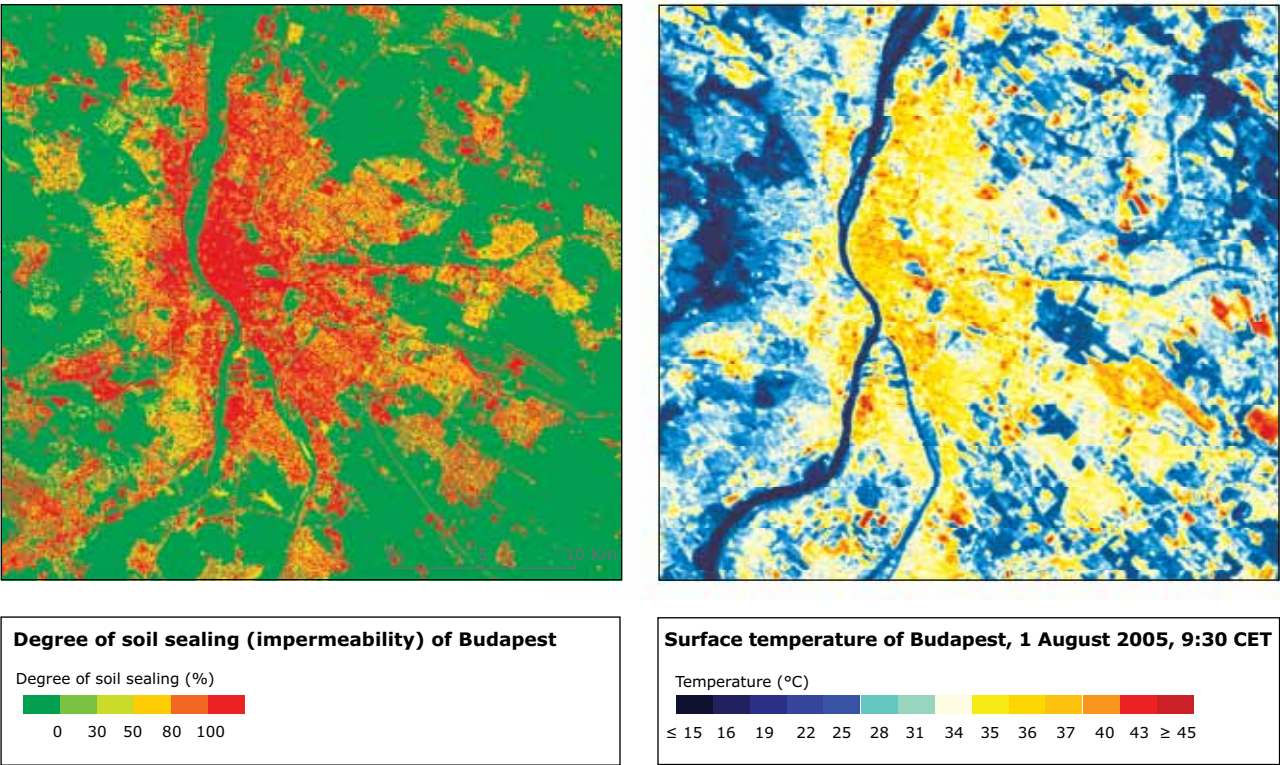 5 10 Km
Degree of soil sealing (impermeability) of Budapest
Degree of soil sealing (%)
0 30 50 80 100
Surface temperature of Budapest, 1 August 2005, 9:30 CET
Temperature (°C)
≤ 15 16 19 22 25 28 31 34 35 36 37 40 43 ≥ 45